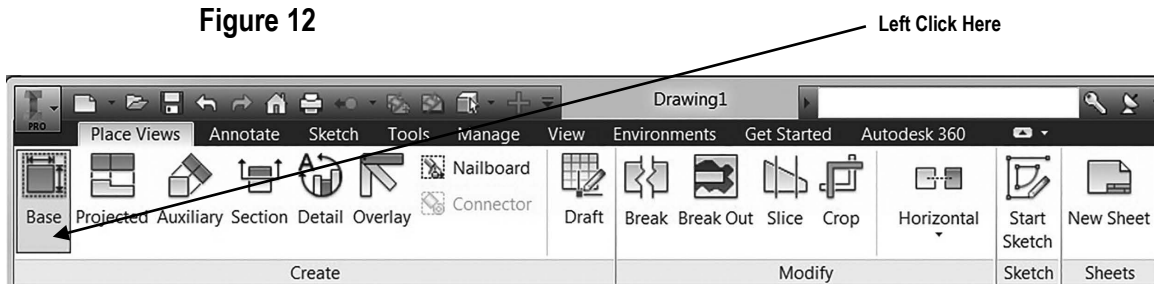 Figure 12
Left Click Here
Drawing1
PRO
Place Views Annotate Sketch Tools Manage View Environments Get Started Autodesk 360
Nailboard
Connector
Base Projected Auxiliary Section Detail Overlay Draft Break Break Out Slice Crop Horizontal Start Sketch New Sheet
Create Modify Sketch Sheets